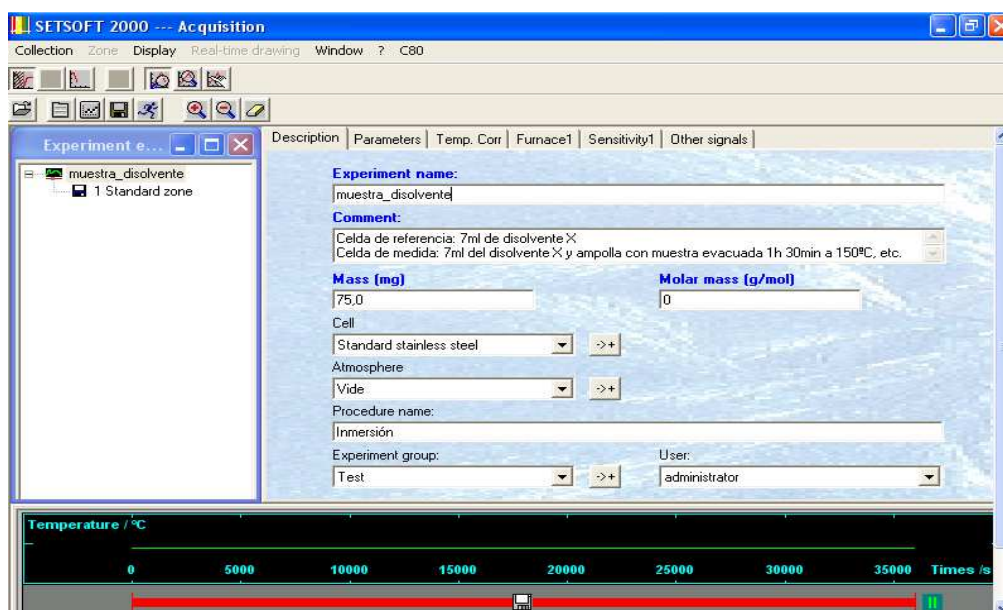 SETSOFT 2000 --- Acquisition
Collection Zone Display Real-time drawing Window ? C80
Experiment e...
muestra_disolvente
1 Standard zone
Description Parameters Temp. Corr Furnace1 Sensitivity1 Other signals
Experiment name:
muestra_disolvente
Comment:
Celda de referencia: 7ml de disolvente X
Celda de medida: 7ml del disolvente X y ampolla con muestra evacuada 1h 30min a 150ºC, etc.
Mass (mg) Molar mass (g/mol)
75,0 0
Cell
Standard stainless steel ->+
Atmosphere
Vide ->+
Procedure name:
Inmersión
Experiment group: User:
Test ->+ administrator
Temperature / ºC
0 5000 10000 15000 20000 25000 30000 35000 Times /s